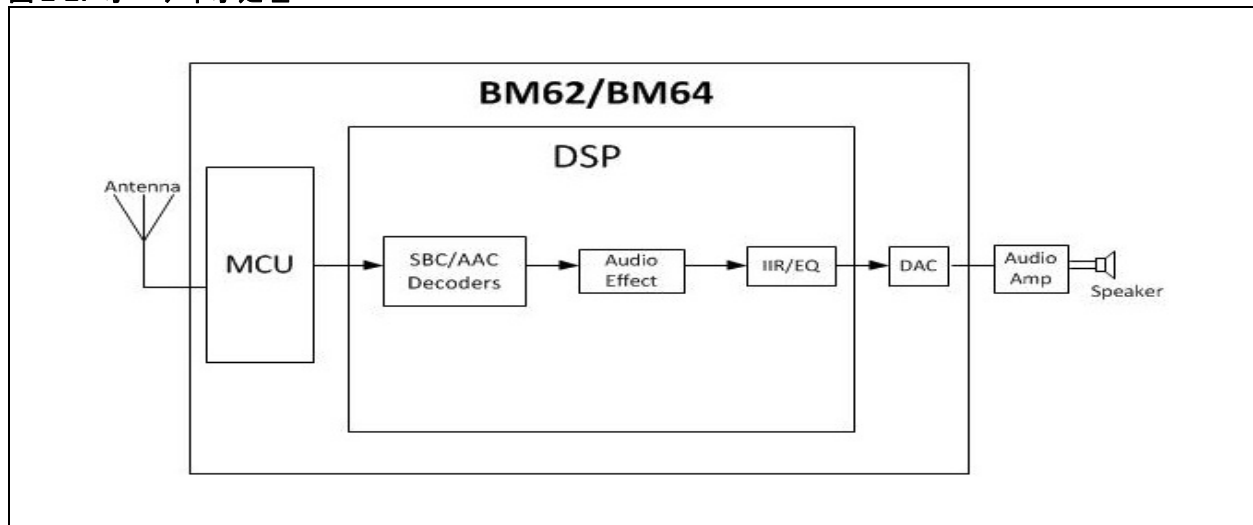 BM62/BM64
DSP
Antenna
MCU
SBC/AAC
Decoders
Audio
Effect
IIR/EQ
DAC
Audio
Amp
Speaker